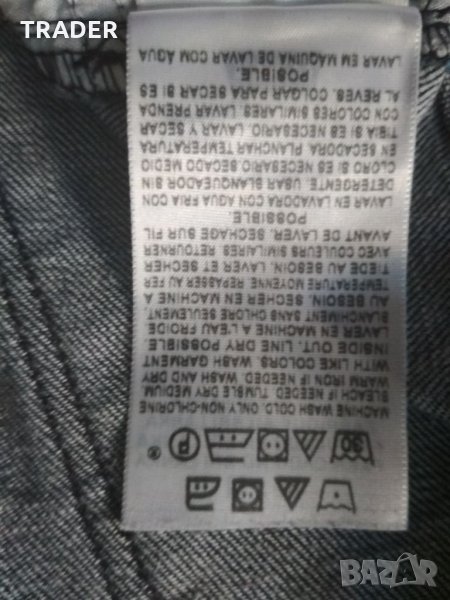 TRADER
30
P
®
MACHINE WASH COLD. ONLY NON-CHLORINE
BLEACH IF NEEDED. TUMBLE DRY MEDIUM.
WARM IRON IF NEEDED. WASH AND DRY
WITH LIKE COLORS. WASH GARMENT
INSIDE OUT. LINE DRY POSSIBLE.
LAVER EN MACHINE A L'EAU FROIDE
BLANCHIMENT SANS CHLORE SEULEMENT,
AU BESOIN. SECHER EN MACHINE A
TEMPERATURE MOYENNE. REPASSER AU FER
TIEDE AU BESOIN. LAVER ET SECHER
AVEC COULEURS SIMILAIRES. RETOURNER
AVANT DE LAVER. SECHAGE SUR FIL
POSSIBLE.
LAVAR EN LAVADORA CON AGUA FRIA CON
DETERGENTE. USAR BLANQUEADOR SIN
CLORO SI ES NECESARIO. SECADO MEDIO
EN SECADORA. PLANCHAR TEMPERATURA
TIBIA SI ES NECESARIO. LAVAR Y SECAR
CON COLORES SIMILARES. LAVAR PRENDA
AL REVES. COLGAR PARA SECAR SI ES
POSIBLE.
LAVAR EM MAQUINA DE LAVAR COM AGUA
BAZAR